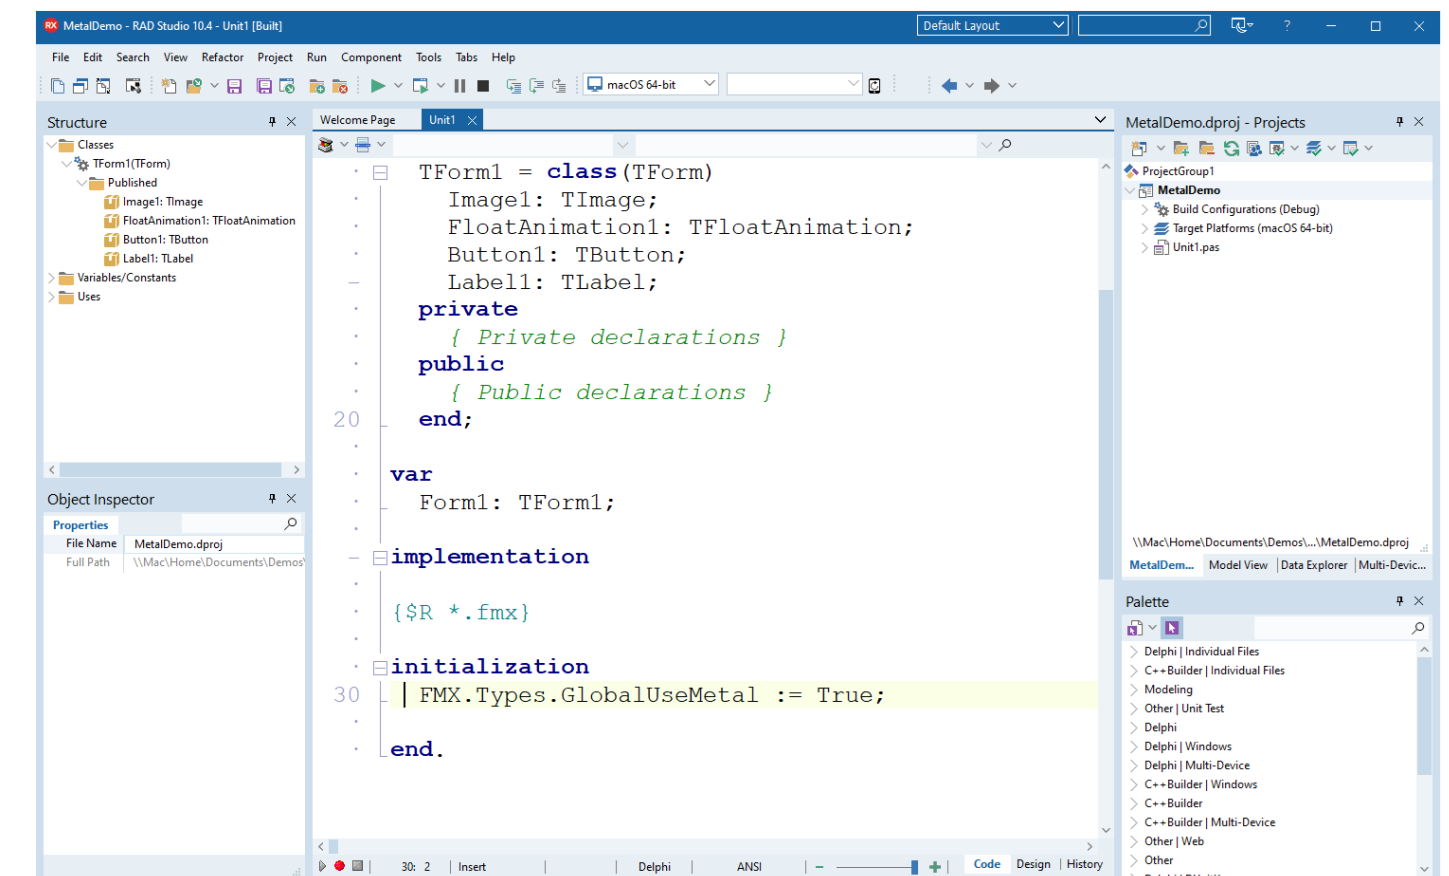 MetalDemo - RAD Studio 10.4 - Unit1 [Built]
Default Layout
?
File Edit Search View Refactor Project Run Component Tools Tabs Help
macOS 64-bit
Structure
Classes
TForm1(TForm)
Published
Image1: TImage
FloatAnimation1: TFloatAnimation
Button1: TButton
Label1: TLabel
Variables/Constants
Uses
Object Inspector
Properties
File Name MetalDemo.dproj
Full Path \\Mac\Home\Documents\Demos\
Welcome Page Unit1
TForm1 = class(TForm)
Image1: TImage;
FloatAnimation1: TFloatAnimation;
Button1: TButton;
Label1: TLabel;
private
{ Private declarations }
public
{ Public declarations }
20 end;
var
Form1: TForm1;
implementation
{$R *.fmx}
initialization
30 FMX.Types.GlobalUseMetal := True;
end.
30: 2 Insert Delphi ANSI Code Design History
MetalDemo.dproj - Projects
ProjectGroup1
MetalDemo
Build Configurations (Debug)
Target Platforms (macOS 64-bit)
Unit1.pas
\\Mac\Home\Documents\Demos\...\MetalDemo.dproj
MetalDem... Model View Data Explorer Multi-Devic...
Palette
Delphi | Individual Files
C++Builder | Individual Files
Modeling
Other | Unit Test
Delphi
Delphi | Windows
Delphi | Multi-Device
C++Builder | Windows
C++Builder
C++Builder | Multi-Device
Other | Web
Other